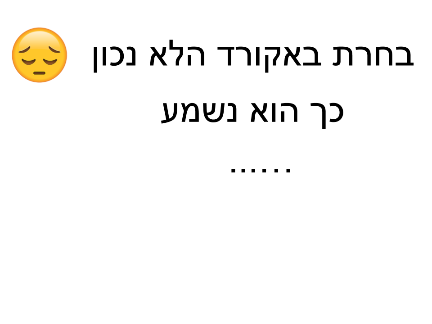 בחרת באקורד הלא נכון
כך הוא נשמע
......